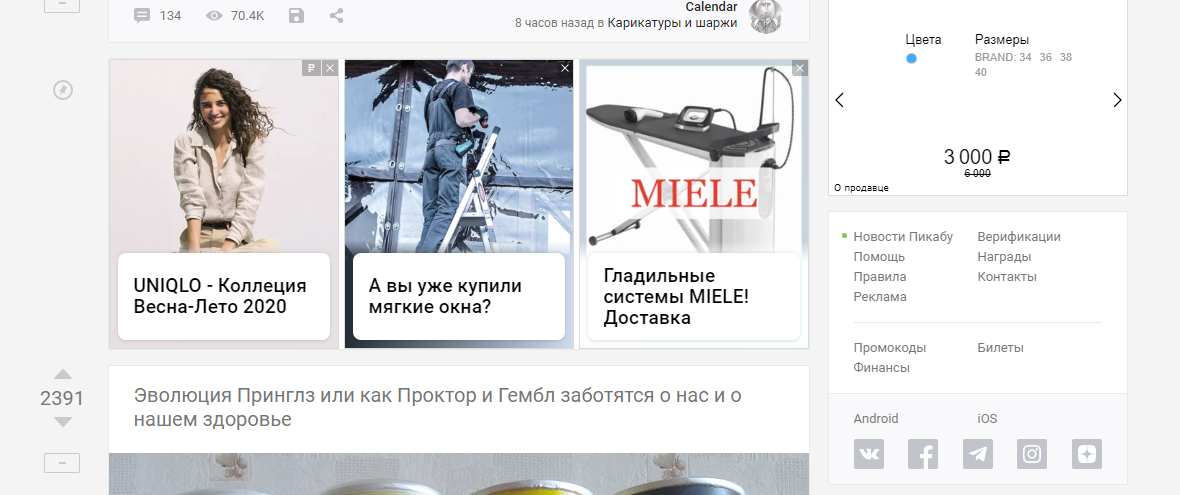 134 70.4K
Calendar
8 часов назад в Карикатуры и шаржи
₽
UNIQLO - Коллеция
Весна-Лето 2020
А вы уже купили
мягкие окна?
MIELE
Гладильные
системы MIELE!
Доставка
2391
Эволюция Принглз или как Проктор и Гембл заботятся о нас и о
нашем здоровье
Цвета Размеры
BRAND: 34 36 38
40
3 000 ₽
6 000
О продавце
Новости Пикабу Верификации
Помощь Награды
Правила Контакты
Реклама
Промокоды Билеты
Финансы
Android iOS